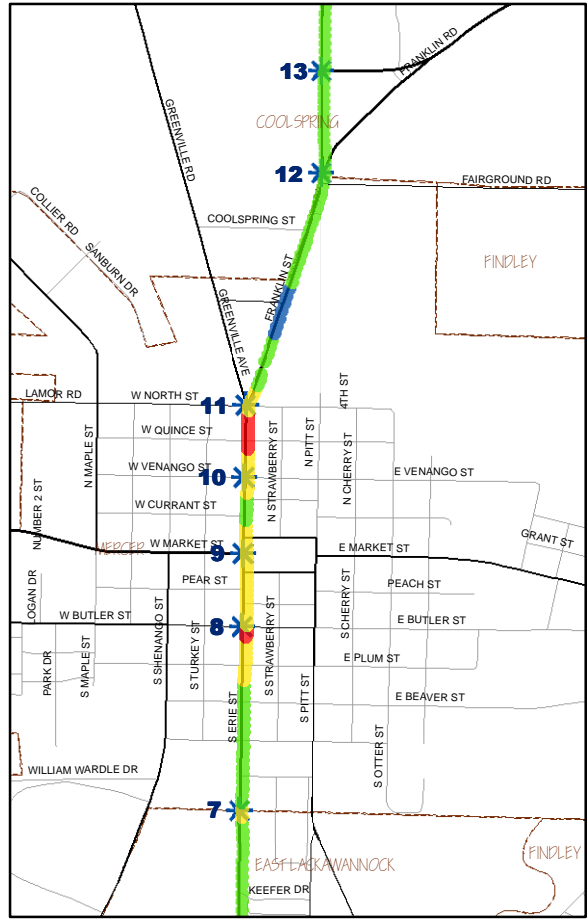 13
FRANKLIN RD
GREENVILLE RD
COOLSPRING
12
FAIRGROUND RD
COLLIER RD
COOLSPRING ST
SANBURN DR
FINDLEY
FRANKLIN ST
GREENVILLE AVE
LAMOR RD
W NORTH ST
11
4TH ST
W QUINCE ST
N STRAWBERRY ST
N PITT ST
N CHERRY ST
N MAPLE ST
W VENANGO ST
10
E VENANGO ST
NUMBER 2 ST
W CURRANT ST
GRANT ST
MERCER
W MARKET ST
9
E MARKET ST
LOGAN DR
PEAR ST
PEACH ST
S CHERRY ST
W BUTLER ST
8
E BUTLER ST
S SHENANGO ST
S TURKEY ST
S STRAWBERRY ST
PARK DR
S MAPLE ST
E PLUM ST
S PITT ST
E BEAVER ST
S ERIE ST
S OTTER ST
WILLIAM WARDLE DR
7
EAST LACKAWANNOCK
FINDLEY
KEEFER DR